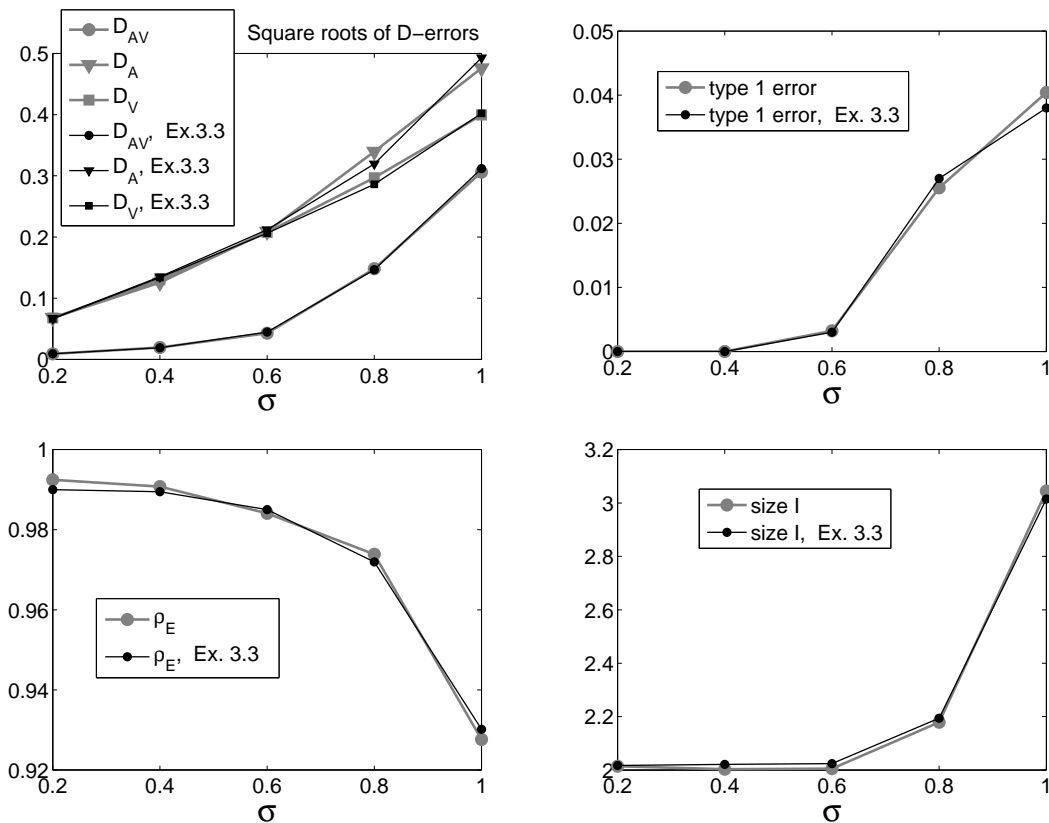 Square roots of D-errors
D_AV
D_A
D_V
D_AV, Ex.3.3
D_A, Ex.3.3
D_V, Ex.3.3
0.5
0.4
0.3
0.2
0.1
0
0.2 0.4 0.6 0.8 1
σ
type 1 error
type 1 error, Ex. 3.3
0.05
0.04
0.03
0.02
0.01
0
0.2 0.4 0.6 0.8 1
σ
ρ_E
ρ_E, Ex. 3.3
1
0.98
0.96
0.94
0.92
0.2 0.4 0.6 0.8 1
σ
size I
size I, Ex. 3.3
3.2
3
2.8
2.6
2.4
2.2
2
0.2 0.4 0.6 0.8 1
σ